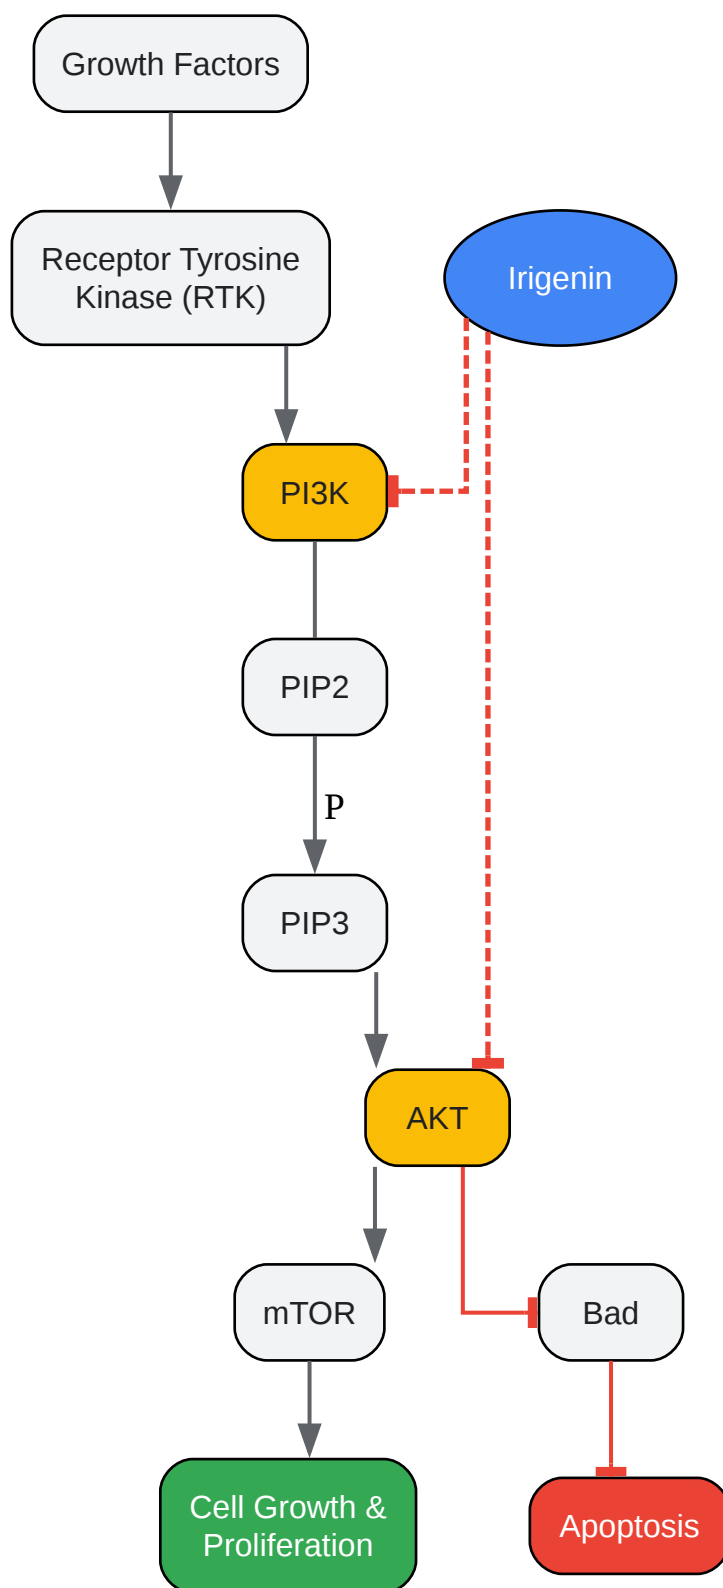 Growth Factors
Receptor Tyrosine
Kinase (RTK)
Irigenin
PI3K
PIP2
P
PIP3
AKT
mTOR
Bad
Cell Growth &
Proliferation
Apoptosis